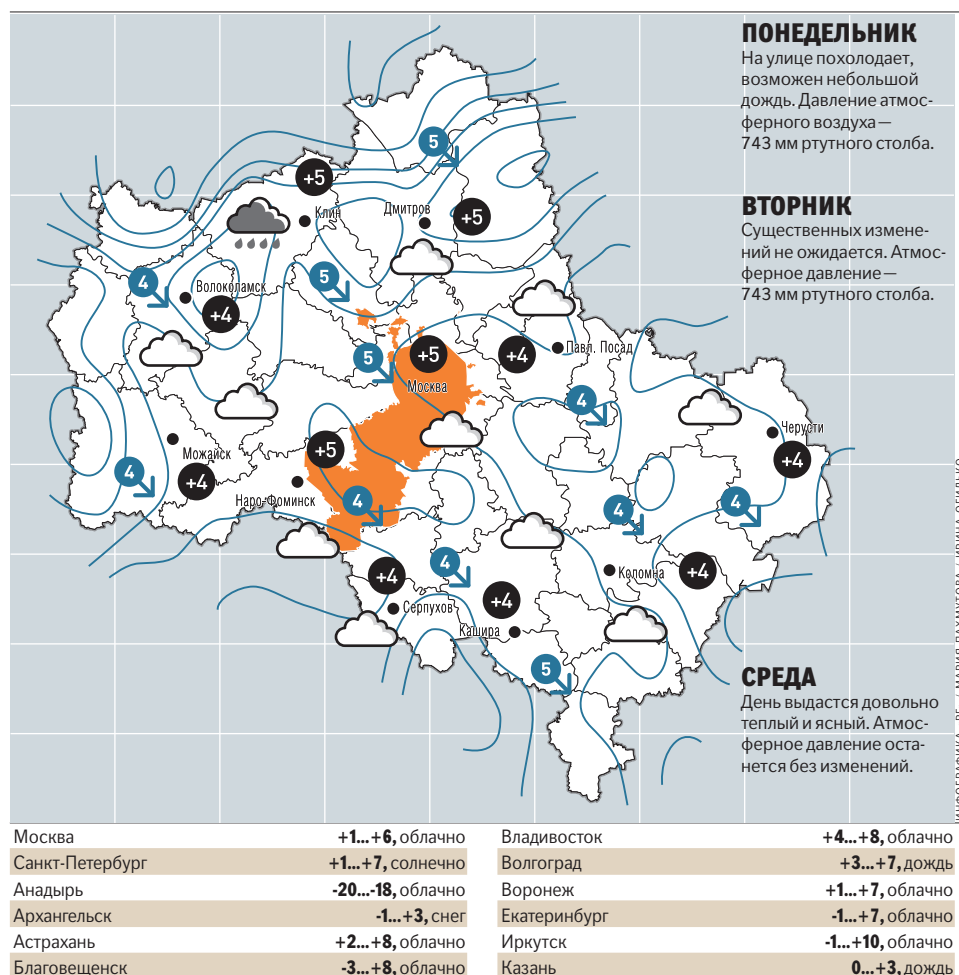 ПОНЕДЕЛЬНИК
На улице похолодает,
возможен небольшой
дождь. Давление атмос-
ферного воздуха —
743 мм ртутного столба.
5
+5
Клин
Дмитров
+5
ВТОРНИК
Существенных измене-
ний не ожидается. Атмос-
ферное давление —
743 мм ртутного столба.
4
Волоколамск
+4
5
5
+5
Москва
+4
Павл. Посад
4
Черусти
+4
Можайск
+4
4
+5
Наро-Фоминск
4
4
4
4
+4
Серпухов
+4
Кашира
Коломна
+4
5
СРЕДА
День выдастся довольно
теплый и ясный. Атмос-
ферное давление оста-
нется без изменений.
Москва +1...+6, облачно
Санкт-Петербург +1...+7, солнечно
Анадырь -20...-18, облачно
Архангельск -1...+3, снег
Астрахань +2...+8, облачно
Благовещенск -3...+8, облачно
Владивосток +4...+8, облачно
Волгоград +3...+7, дождь
Воронеж +1...+7, облачно
Екатеринбург -1...+7, облачно
Иркутск -1...+10, облачно
Казань 0...+3, дождь